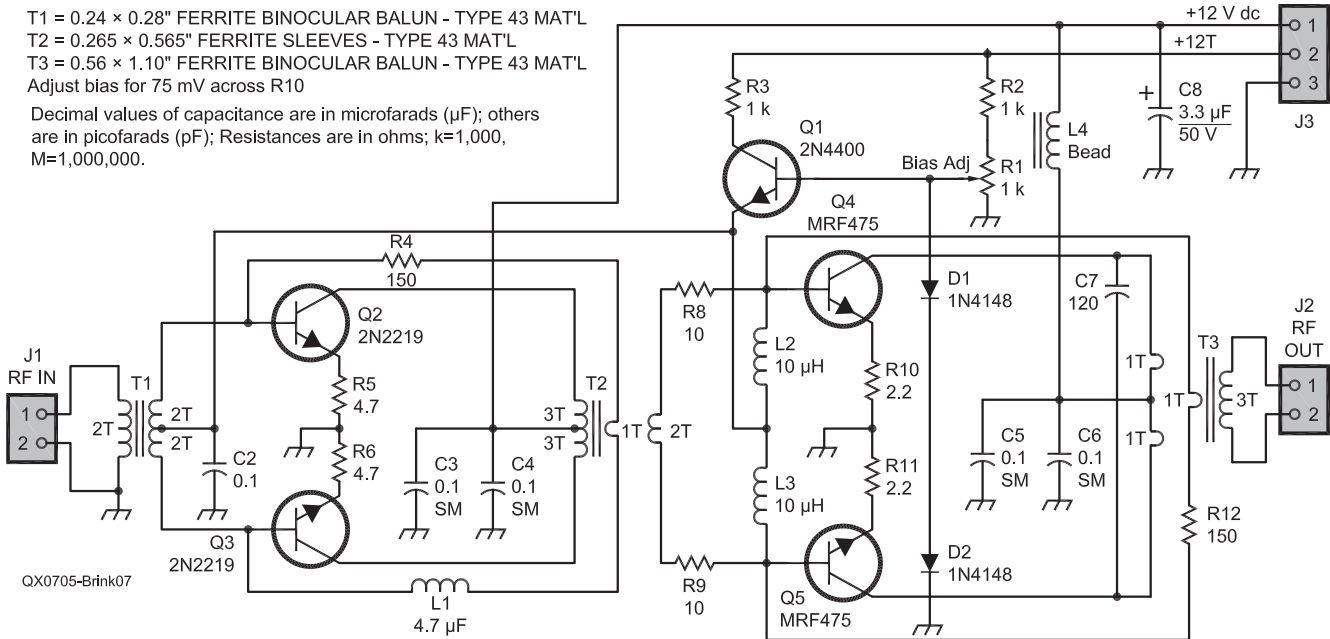 T1 = 0.24 × 0.28" FERRITE BINOCULAR BALUN - TYPE 43 MAT'L
T2 = 0.265 × 0.565" FERRITE SLEEVES - TYPE 43 MAT'L
T3 = 0.56 × 1.10" FERRITE BINOCULAR BALUN - TYPE 43 MAT'L
Adjust bias for 75 mV across R10
Decimal values of capacitance are in microfarads (µF); others
are in picofarads (pF); Resistances are in ohms; k=1,000,
M=1,000,000.
+12 V dc
+12T
1
2
3
J3
C8
+
3.3 µF
50 V
R3
1 k
R2
1 k
L4
Bead
Q1
2N4400
Bias Adj
R1
1 k
Q4
MRF475
R4
150
Q2
2N2219
R8
10
D1
1N4148
C7
120
J1
RF IN
1
2
T1
2T
2T
2T
R5
4.7
R6
4.7
C2
0.1
T2
3T
3T
1T
2T
L2
10 µH
R10
2.2
1T
1T
1T
T3
3T
J2
RF
OUT
1
2
C3
0.1
SM
C4
0.1
SM
L3
10 µH
R11
2.2
C5
0.1
SM
C6
0.1
SM
R12
150
Q3
2N2219
R9
10
D2
1N4148
Q5
MRF475
L1
4.7 µF
QX0705-Brink07